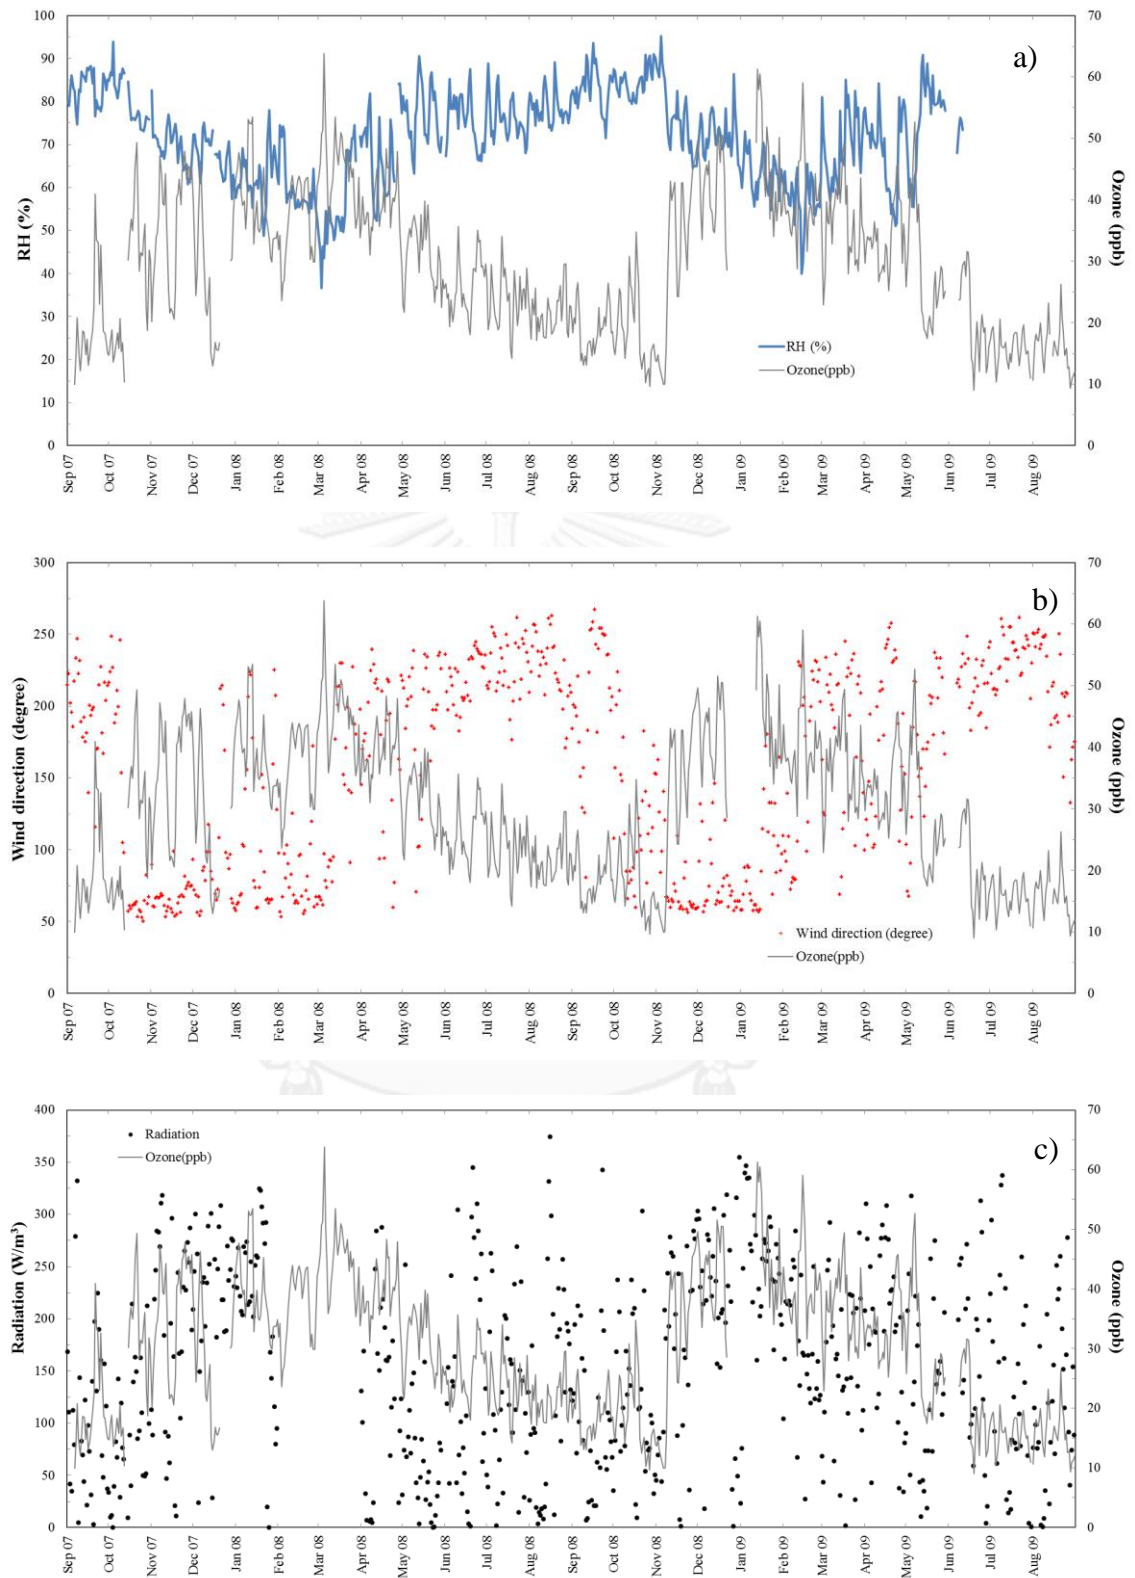 a)
RH (%)
100
90
80
70
60
50
40
30
20
10
0
Ozone (ppb)
70
60
50
40
30
20
10
0
RH (%)
Ozone(ppb)
Sep 07 Oct 07 Nov 07 Dec 07 Jan 08 Feb 08 Mar 08 Apr 08 May 08 Jun 08 Jul 08 Aug 08 Sep 08 Oct 08 Nov 08 Dec 08 Jan 09 Feb 09 Mar 09 Apr 09 May 09 Jun 09 Jul 09 Aug 09
b)
Wind direction (degree)
300
250
200
150
100
50
0
Ozone (ppb)
70
60
50
40
30
20
10
0
Wind direction (degree)
Ozone(ppb)
Sep 07 Oct 07 Nov 07 Dec 07 Jan 08 Feb 08 Mar 08 Apr 08 May 08 Jun 08 Jul 08 Aug 08 Sep 08 Oct 08 Nov 08 Dec 08 Jan 09 Feb 09 Mar 09 Apr 09 May 09 Jun 09 Jul 09 Aug 09
c)
Radiation (W/m³)
400
350
300
250
200
150
100
50
0
Ozone (ppb)
70
60
50
40
30
20
10
0
Radiation
Ozone(ppb)
Sep 07 Oct 07 Nov 07 Dec 07 Jan 08 Feb 08 Mar 08 Apr 08 May 08 Jun 08 Jul 08 Aug 08 Sep 08 Oct 08 Nov 08 Dec 08 Jan 09 Feb 09 Mar 09 Apr 09 May 09 Jun 09 Jul 09 Aug 09